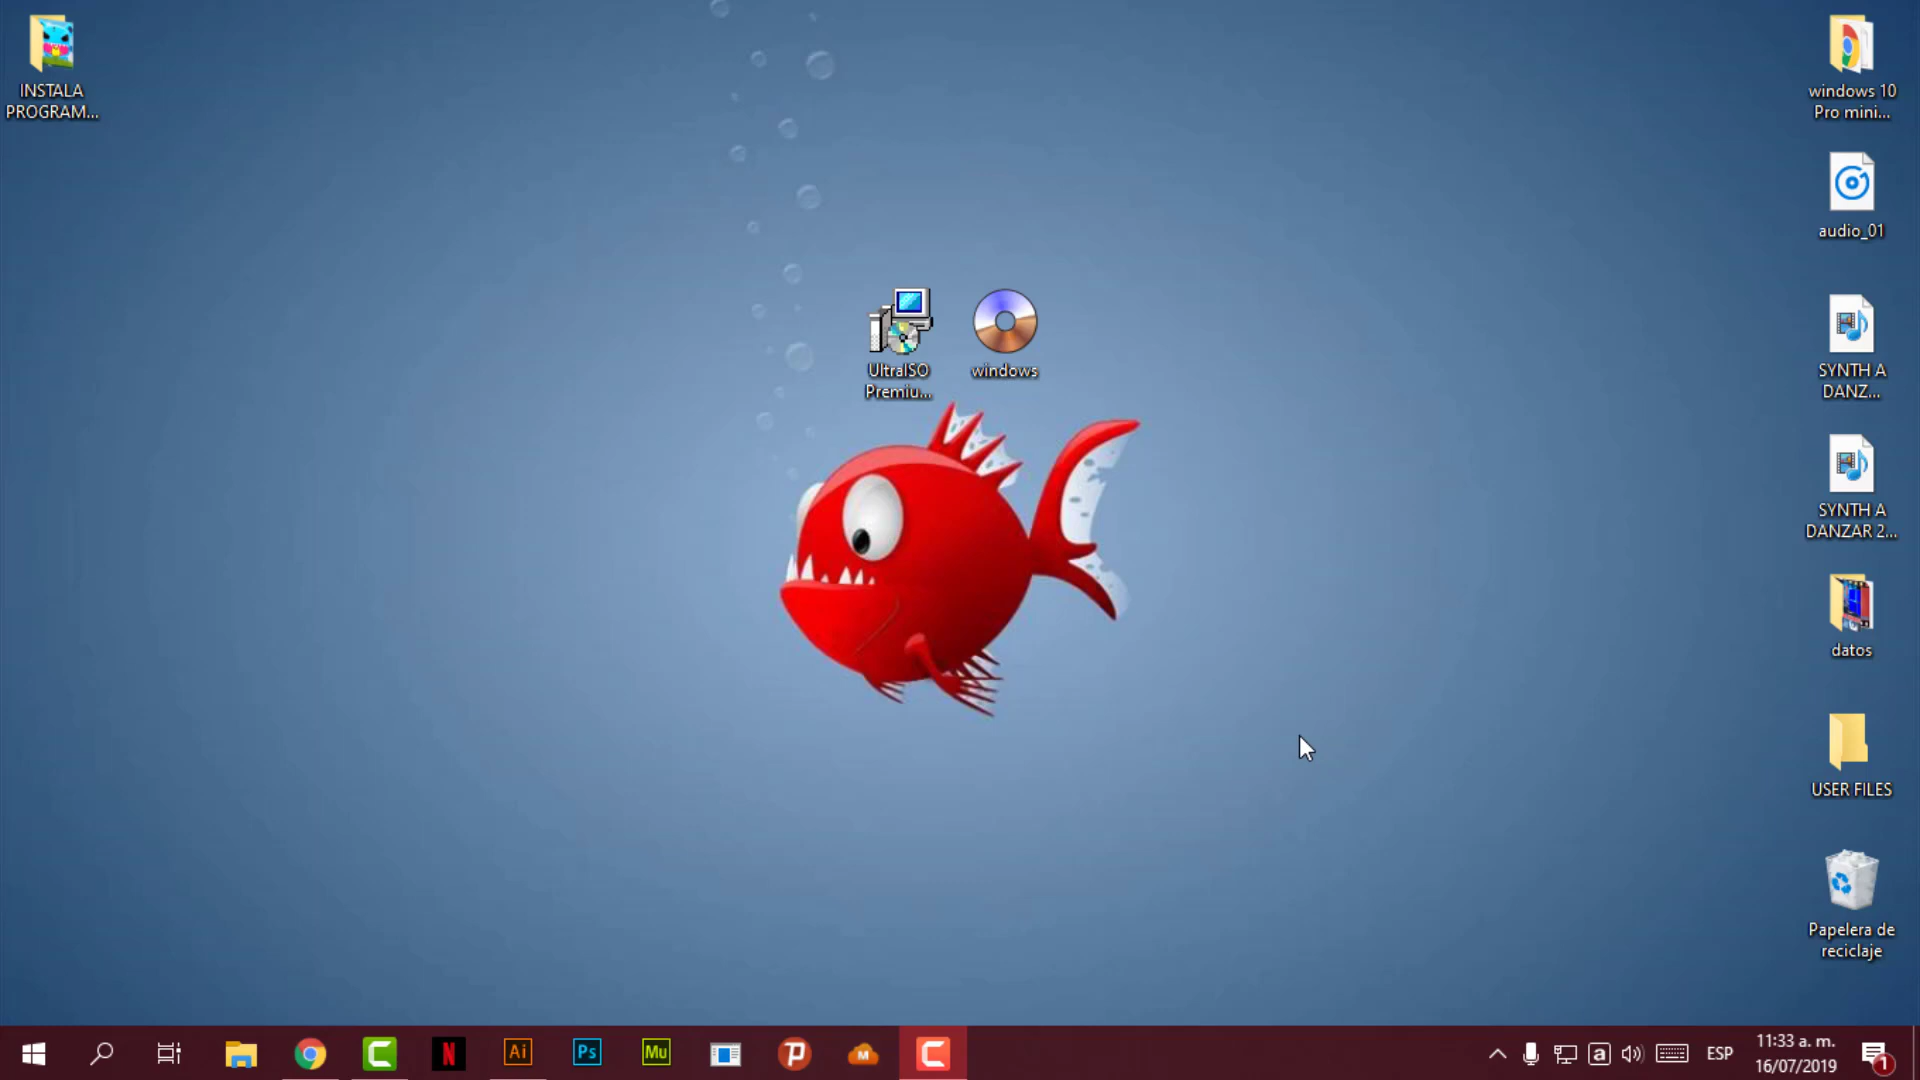 INSTALA
PROGRAM...
UltraISO
Premiu...
windows
windows 10
Pro mini...
audio_01
SYNTH A
DANZ...
SYNTH A
DANZAR 2...
datos
USER FILES
Papelera de
reciclaje
N
Ai
Ps
Mu
P
M
a
ESP
11:33 a. m.
16/07/2019
1